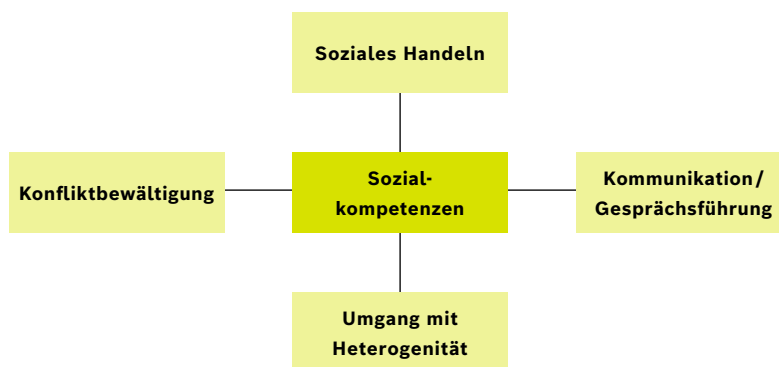 Soziales Handeln
Konfliktbewältigung
Sozial-
kompetenzen
Kommunikation/
Gesprächsführung
Umgang mit
Heterogenität